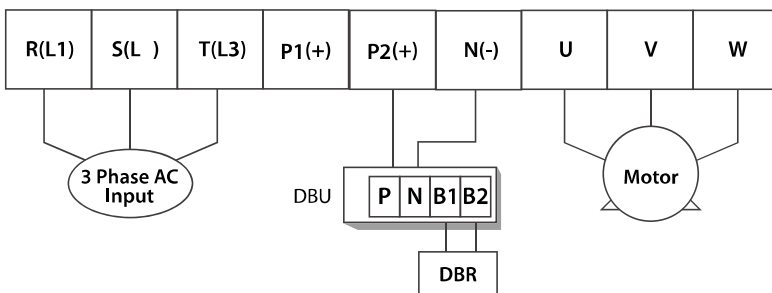 R(L1) S(L ) T(L3) P1(+) P2(+) N(-) U V W
3 Phase AC
Input
DBU
P N B1 B2
Motor
DBR